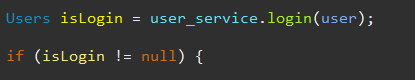 Users isLogin = user_service.login(user);
if (isLogin != null) {